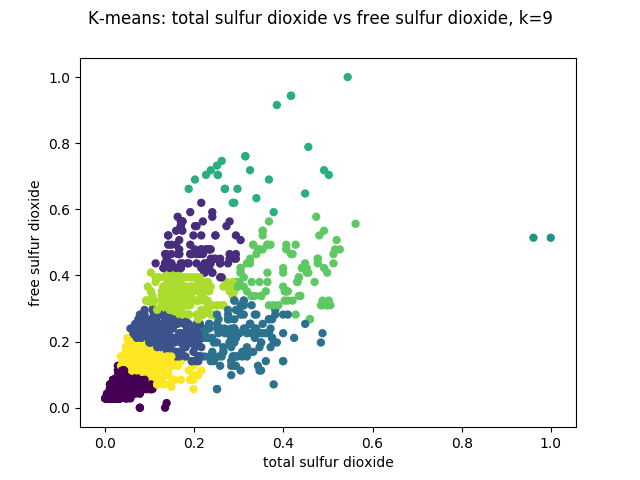 K-means: total sulfur dioxide vs free sulfur dioxide, k=9
1.0
0.8
0.6
0.4
0.2
0.0
free sulfur dioxide
0.0 0.2 0.4 0.6 0.8 1.0
total sulfur dioxide